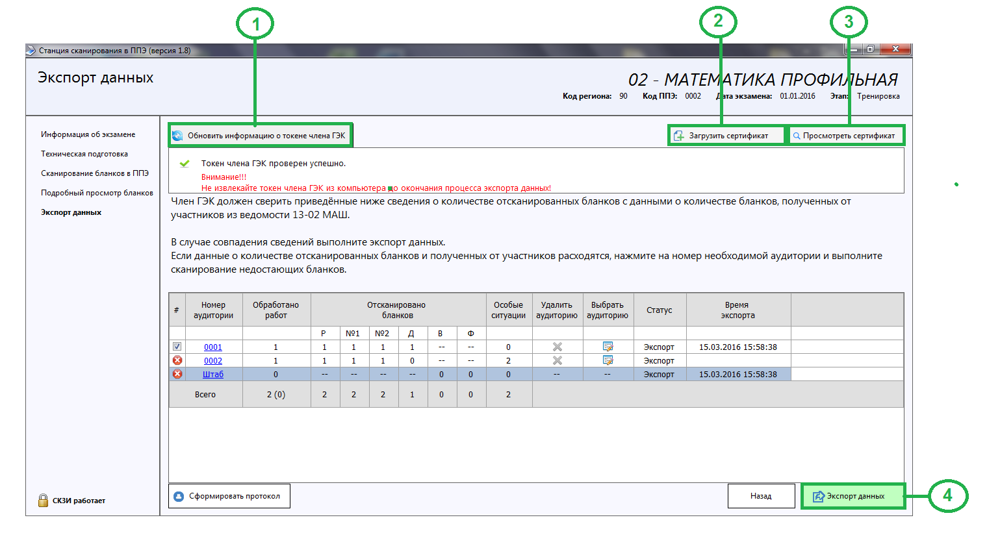 1
2
3
Станция сканирования в ППЭ (версия 1.8)
Экспорт данных
02 - МАТЕМАТИКА ПРОФИЛЬНАЯ
Код региона: 90 Код ППЭ: 0002 Дата экзамена: 01.01.2016 Этап: Тренировка
Информация об экзамене
Техническая подготовка
Сканирование бланков в ППЭ
Подробный просмотр бланков
Экспорт данных
Обновить информацию о токене члена ГЭК
Загрузить сертификат
Просмотреть сертификат
Токен члена ГЭК проверен успешно.
Внимание!!!
Не извлекайте токен члена ГЭК из компьютера до окончания процесса экспорта данных!
Член ГЭК должен сверить приведённые ниже сведения о количестве отсканированных бланков с данными о количестве бланков, полученных от
участников из ведомости 13-02 МАШ.
В случае совпадения сведений выполните экспорт данных.
Если данные о количестве отсканированных бланков и полученных от участников расходятся, нажмите на номер необходимой аудитории и выполните
сканирование недостающих бланков.
# Номер аудитории Обработано работ Отсканировано бланков Особые ситуации Удалить аудиторию Выбрать аудиторию Статус Время экспорта
Р №1 №2 Д В Ф
0001 1 1 1 1 1 -- -- 0 Экспорт 15.03.2016 15:58:38
0002 1 1 1 1 0 -- -- 2 Экспорт
Штаб 0 -- -- -- -- 0 0 0 -- -- Экспорт 15.03.2016 15:58:38
Всего 2 (0) 2 2 2 1 0 0 2
СКЗИ работает
Сформировать протокол
Назад
Экспорт данных
4